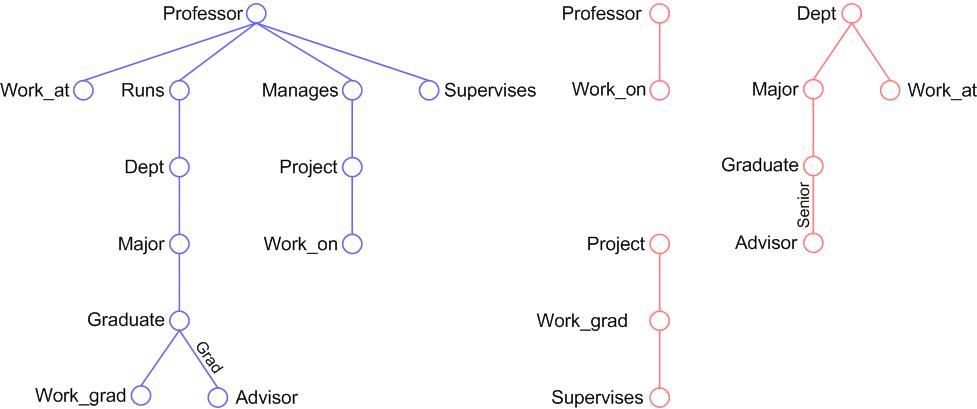 Professor
Professor
Dept
Work_at
Runs
Manages
Supervises
Work_on
Major
Work_at
Dept
Project
Graduate
Senior
Major
Work_on
Project
Advisor
Graduate
Work_grad
Grad
Work_grad
Advisor
Supervises